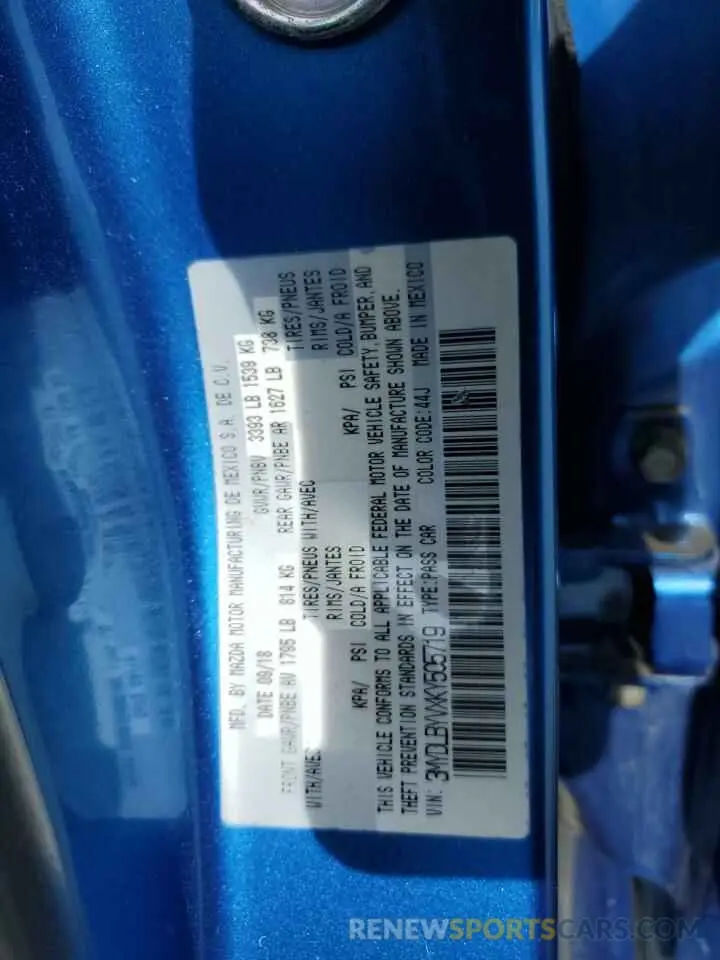 MFD. BY MAZDA MOTOR MANUFACTURING DE MEXICO S.A. DE C.V.
DATE 09/18 GVWR/PNBV 3393 LB 1539 KG
FRONT GAWR/PNBE AV 1795 LB 814 KG REAR GAWR/PNBE AR 1627 LB 738 KG
WITH/AVEC TIRES/PNEUS WITH/AVEC TIRES/PNEUS
RIMS/JANTES RIMS/JANTES
KPA/ PSI COLD/A FROID KPA/ PSI COLD/A FROID
THIS VEHICLE CONFORMS TO ALL APPLICABLE FEDERAL MOTOR VEHICLE SAFETY, BUMPER, AND
THEFT PREVENTION STANDARDS IN EFFECT ON THE DATE OF MANUFACTURE SHOWN ABOVE.
VIN: 3MYDLBYVXKY505719 TYPE:PASS CAR COLOR CODE:44J MADE IN MEXICO
RENEWSPORTSCARS.COM